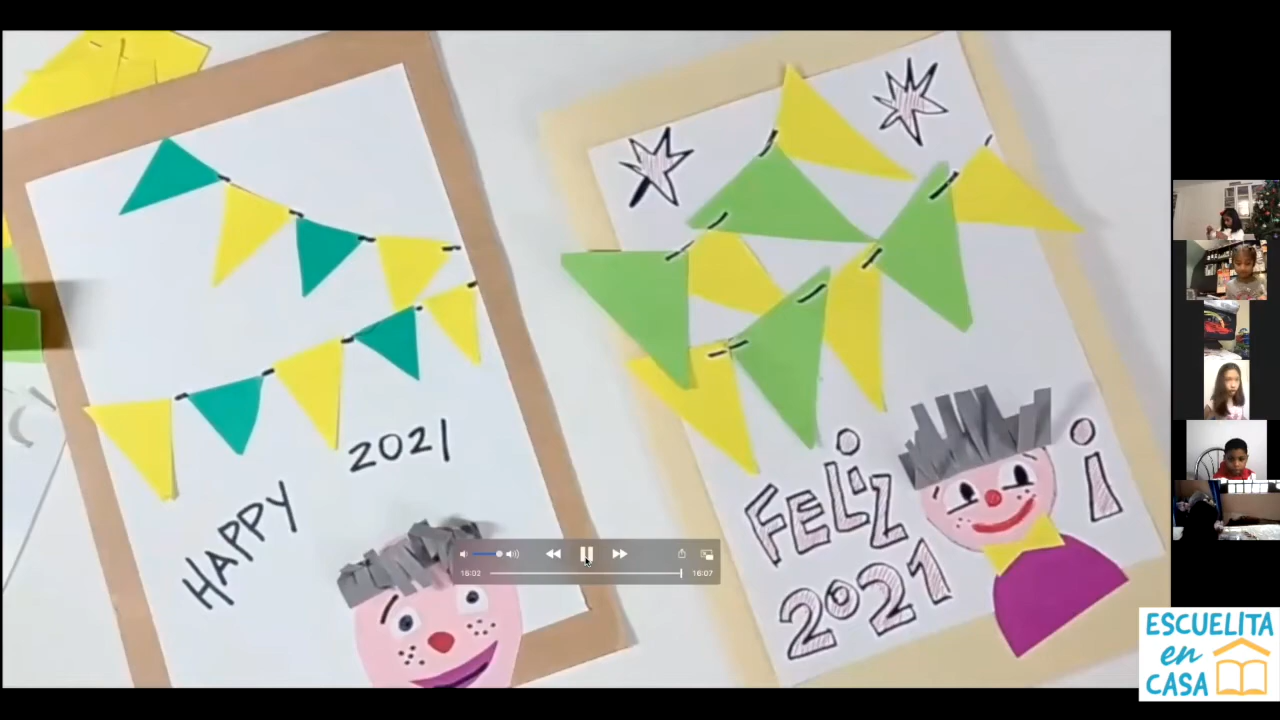 HAPPY
2021
FELiZ
2021
16:02
16:07
ESCUELITA
en
CASA